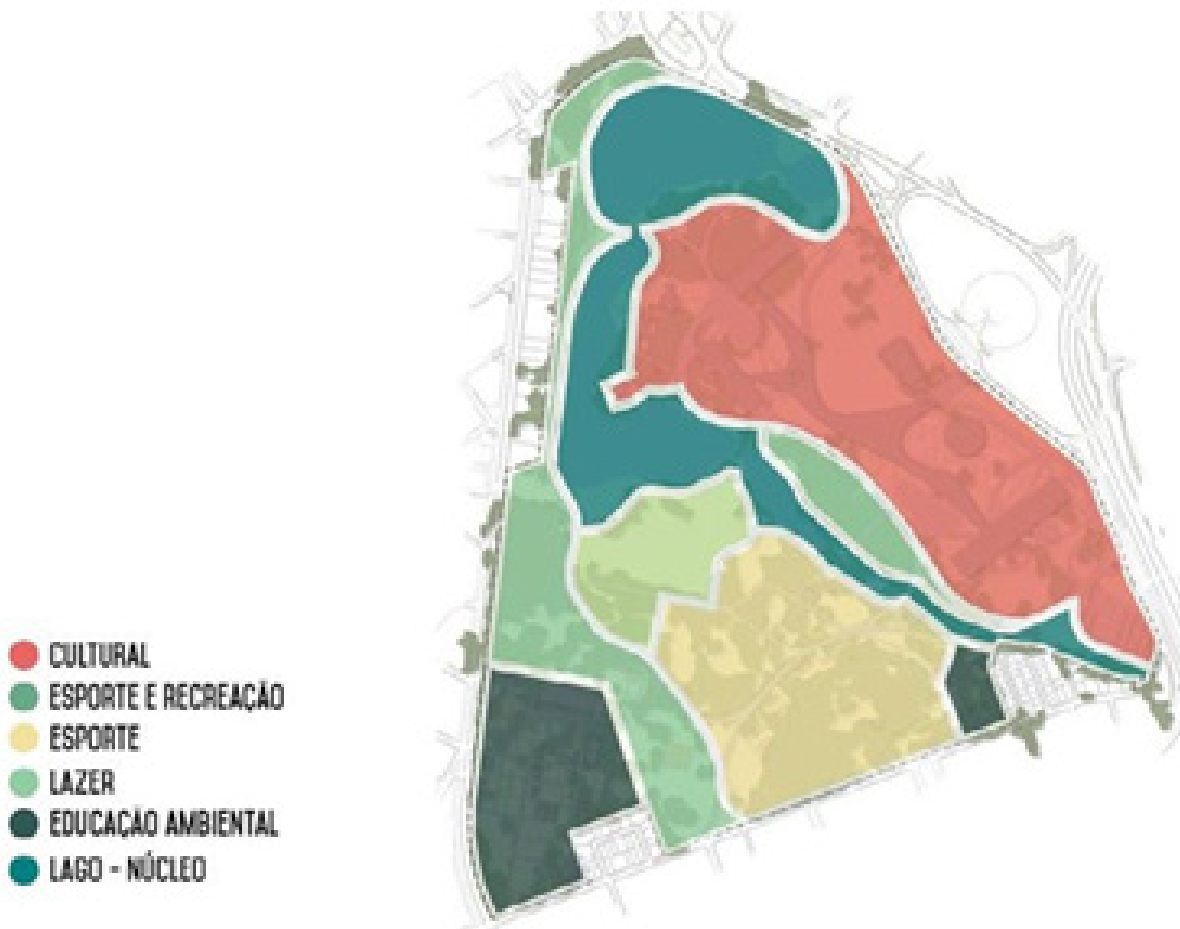 CULTURAL
ESPORTE E RECREAÇÃO
ESPORTE
LAZER
EDUCAÇÃO AMBIENTAL
LAGO - NÚCLEO